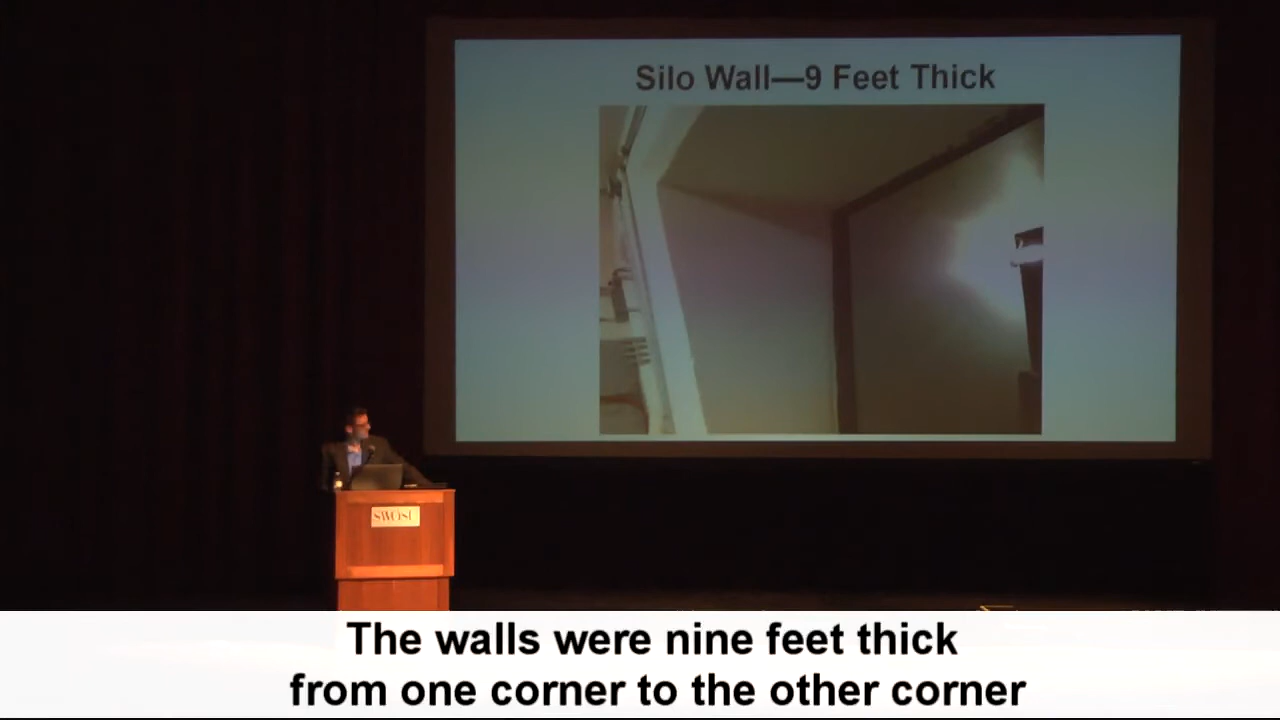 Silo Wall—9 Feet Thick
SWOSU
The walls were nine feet thick
from one corner to the other corner